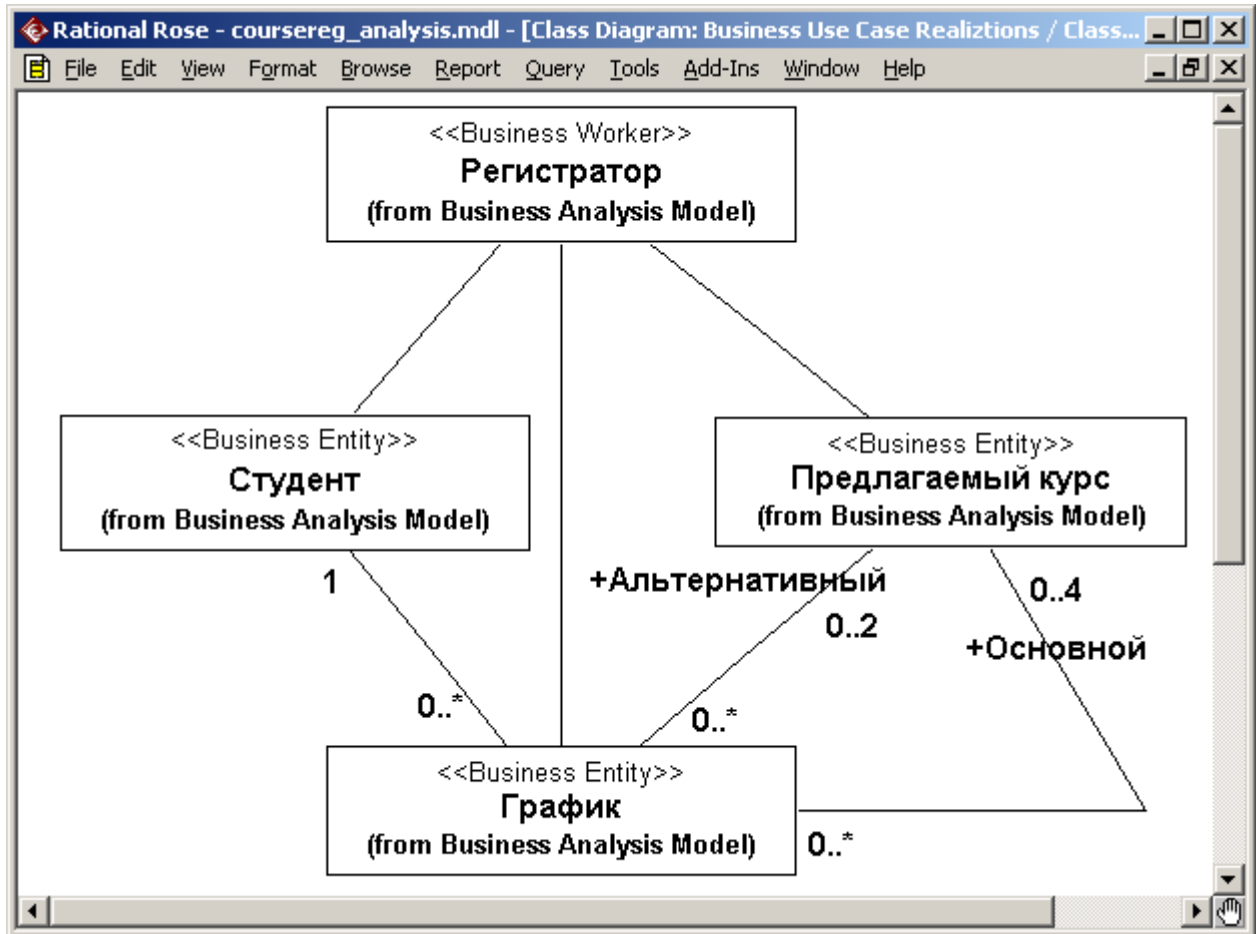 Rational Rose - coursereg_analysis.mdl - [Class Diagram: Business Use Case Realiztions / Class...
File Edit View Format Browse Report Query Tools Add-Ins Window Help
<<Business Worker>>
Регистратор
(from Business Analysis Model)
<<Business Entity>>
Студент
(from Business Analysis Model)
<<Business Entity>>
Предлагаемый курс
(from Business Analysis Model)
1
+Альтернативный
0..2
0..4
+Основной
0..*
0..*
<<Business Entity>>
График
(from Business Analysis Model)
0..*